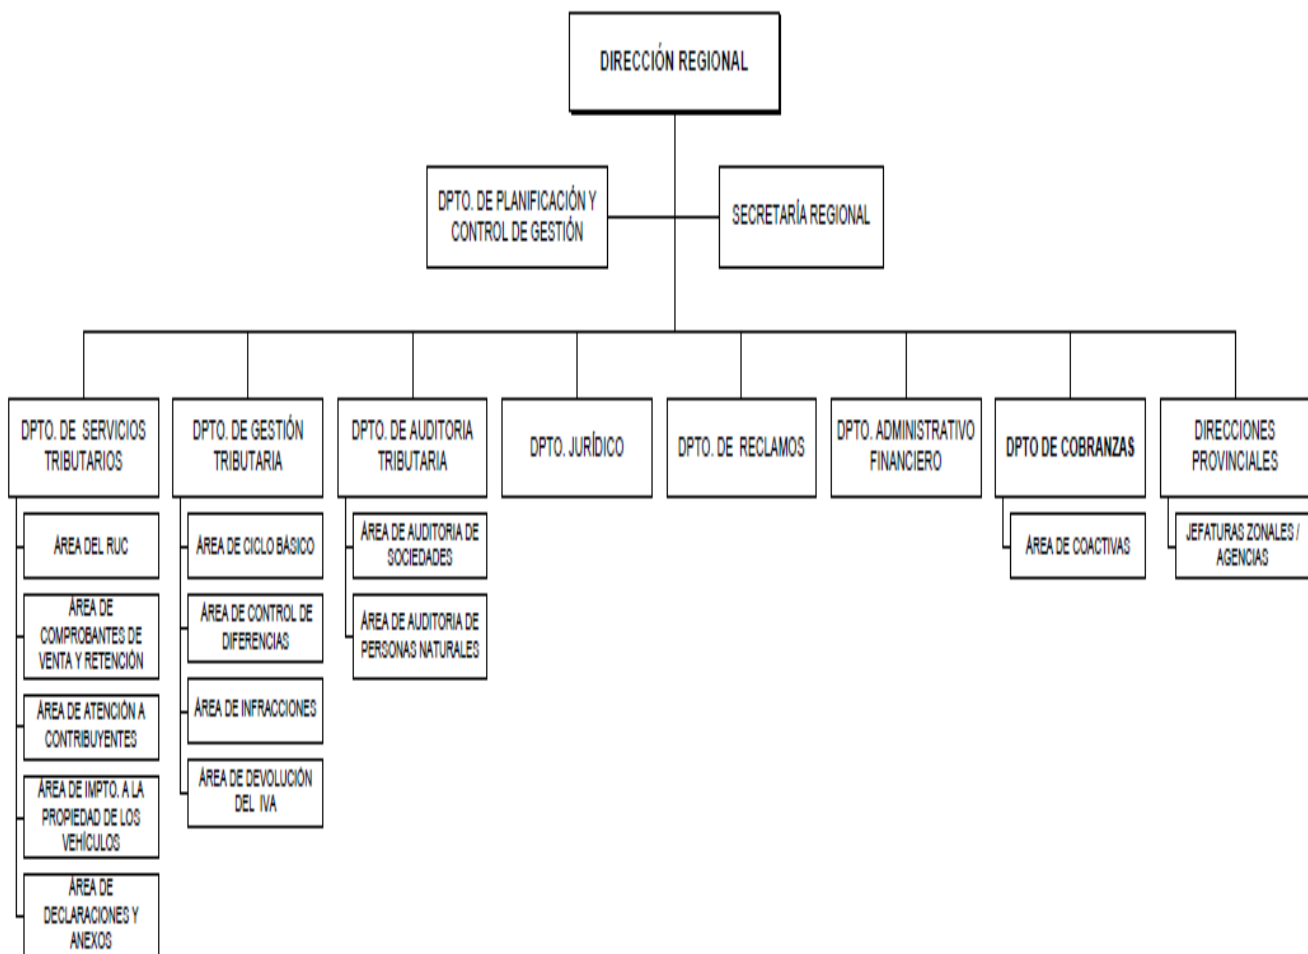 DIRECCIÓN REGIONAL
DPTO. DE PLANIFICACIÓN Y
CONTROL DE GESTIÓN
SECRETARÍA REGIONAL
DPTO. DE SERVICIOS
TRIBUTARIOS
DPTO. DE GESTIÓN
TRIBUTARIA
DPTO. DE AUDITORIA
TRIBUTARIA
DPTO. JURÍDICO
DPTO. DE RECLAMOS
DPTO. ADMINISTRATIVO
FINANCIERO
DPTO DE COBRANZAS
DIRECCIONES
PROVINCIALES
ÁREA DEL RUC
ÁREA DE
COMPROBANTES DE
VENTA Y RETENCIÓN
ÁREA DE ATENCIÓN A
CONTRIBUYENTES
ÁREA DE IMPTO. A LA
PROPIEDAD DE LOS
VEHÍCULOS
ÁREA DE
DECLARACIONES Y
ANEXOS
ÁREA DE CICLO BÁSICO
ÁREA DE CONTROL DE
DIFERENCIAS
ÁREA DE INFRACCIONES
ÁREA DE DEVOLUCIÓN
DEL IVA
ÁREA DE AUDITORIA DE
SOCIEDADES
ÁREA DE AUDITORIA DE
PERSONAS NATURALES
ÁREA DE COACTIVAS
JEFATURAS ZONALES /
AGENCIAS